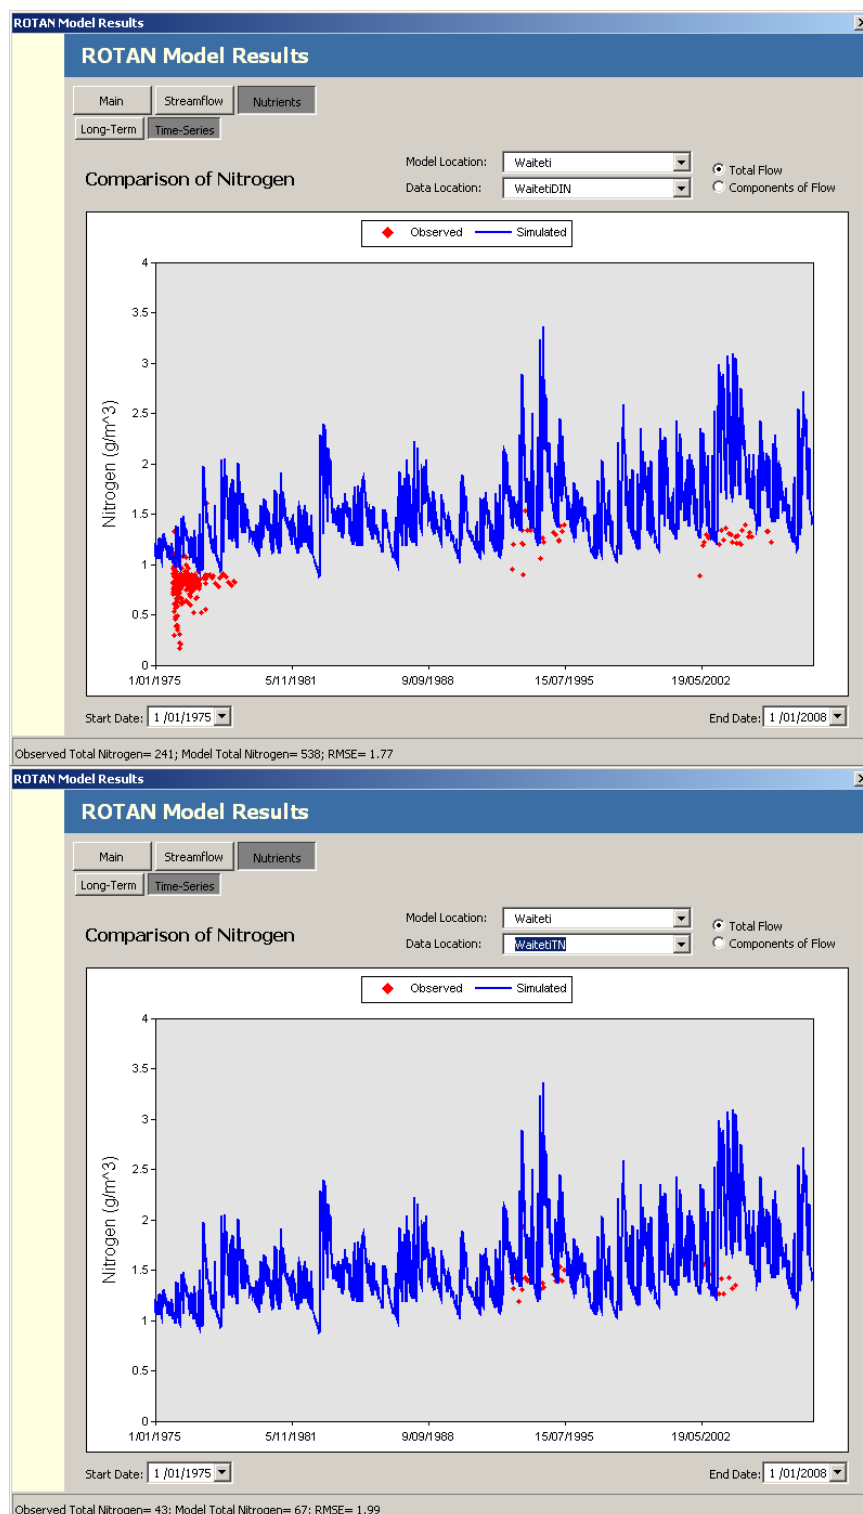 ROTAN Model Results
ROTAN Model Results
Main Streamflow Nutrients
Long-Term Time-Series
Comparison of Nitrogen
Model Location: Waiteti
Data Location: WaitetiDIN
Total Flow
Components of Flow
Observed Simulated
Nitrogen (g/m^3)
4
3.5
3
2.5
2
1.5
1
0.5
0
1/01/1975 5/11/1981 9/09/1988 15/07/1995 19/05/2002
Start Date: 1 /01/1975 End Date: 1 /01/2008
Observed Total Nitrogen= 241; Model Total Nitrogen= 538; RMSE= 1.77
ROTAN Model Results
ROTAN Model Results
Main Streamflow Nutrients
Long-Term Time-Series
Comparison of Nitrogen
Model Location: Waiteti
Data Location: WaitetiTN
Total Flow
Components of Flow
Observed Simulated
Nitrogen (g/m^3)
4
3.5
3
2.5
2
1.5
1
0.5
0
1/01/1975 5/11/1981 9/09/1988 15/07/1995 19/05/2002
Start Date: 1 /01/1975 End Date: 1 /01/2008
Observed Total Nitrogen= 43; Model Total Nitrogen= 67; RMSE= 1.99